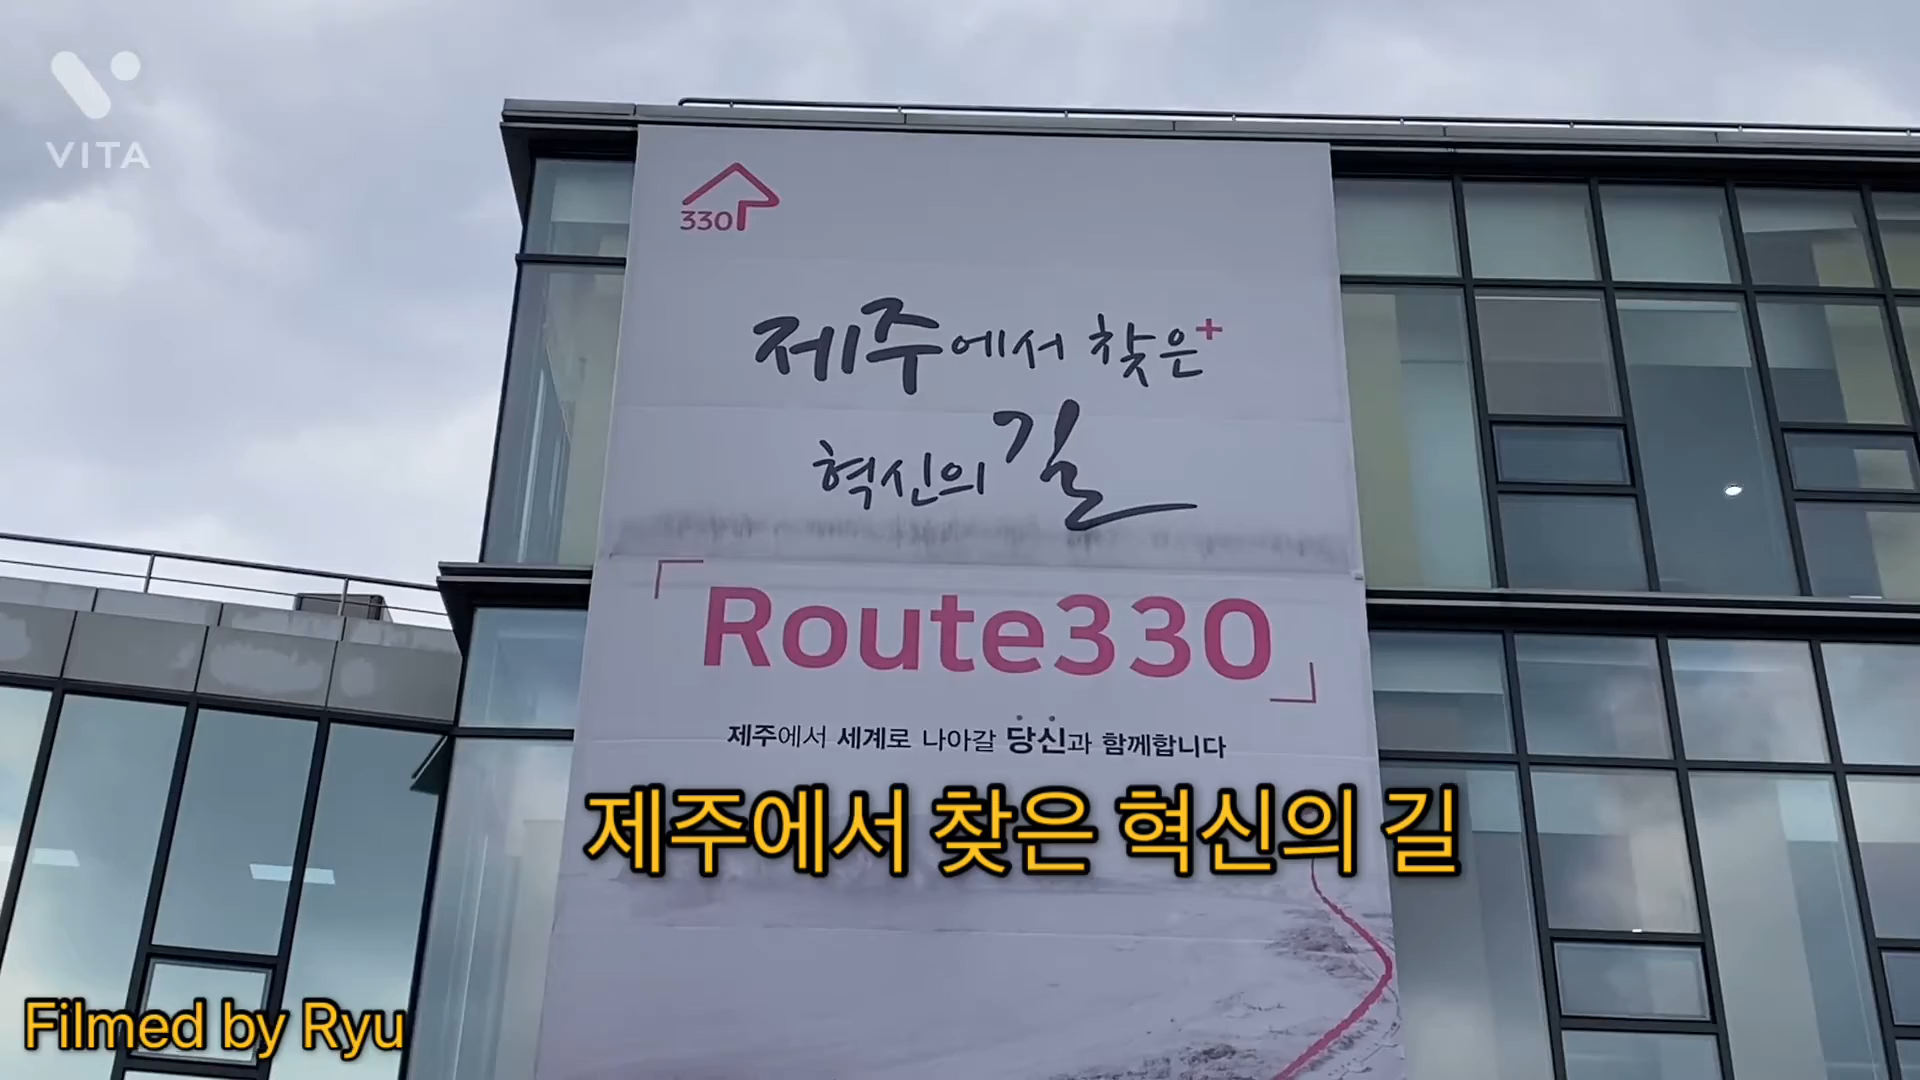 VITA
330
제주에서 찾은+
혁신의 길
Route330
제주에서 세계로 나아갈 당신과 함께합니다
제주에서 찾은 혁신의 길
Filmed by Ryu